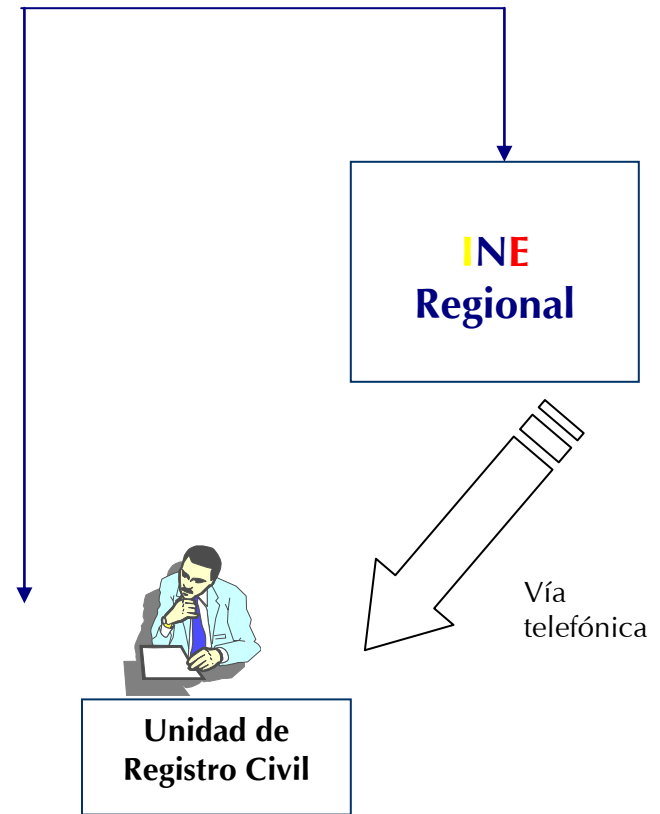 INE
Regional
Vía
telefónica
Unidad de
Registro Civil